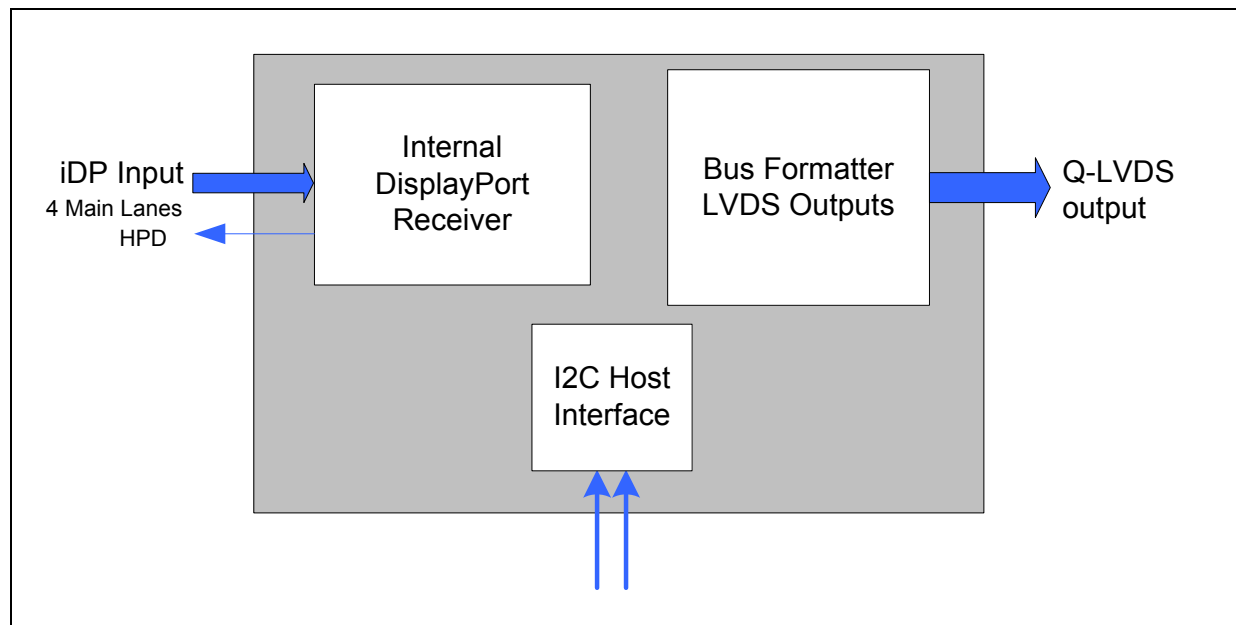 iDP Input
4 Main Lanes
HPD
Internal
DisplayPort
Receiver
Bus Formatter
LVDS Outputs
Q-LVDS
output
I2C Host
Interface